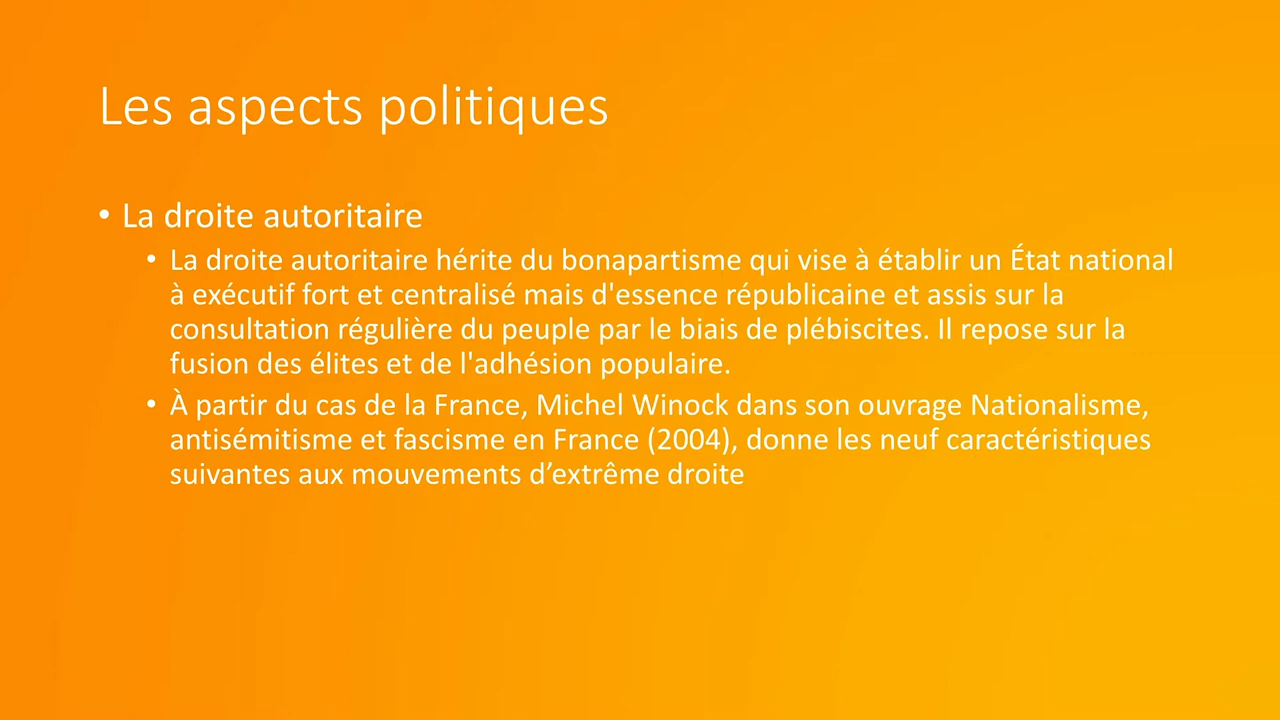 Les aspects politiques
• La droite autoritaire
• La droite autoritaire hérite du bonapartisme qui vise à établir un État national
à exécutif fort et centralisé mais d'essence républicaine et assis sur la
consultation régulière du peuple par le biais de plébiscites. Il repose sur la
fusion des élites et de l'adhésion populaire.
• À partir du cas de la France, Michel Winock dans son ouvrage Nationalisme,
antisémitisme et fascisme en France (2004), donne les neuf caractéristiques
suivantes aux mouvements d’extrême droite